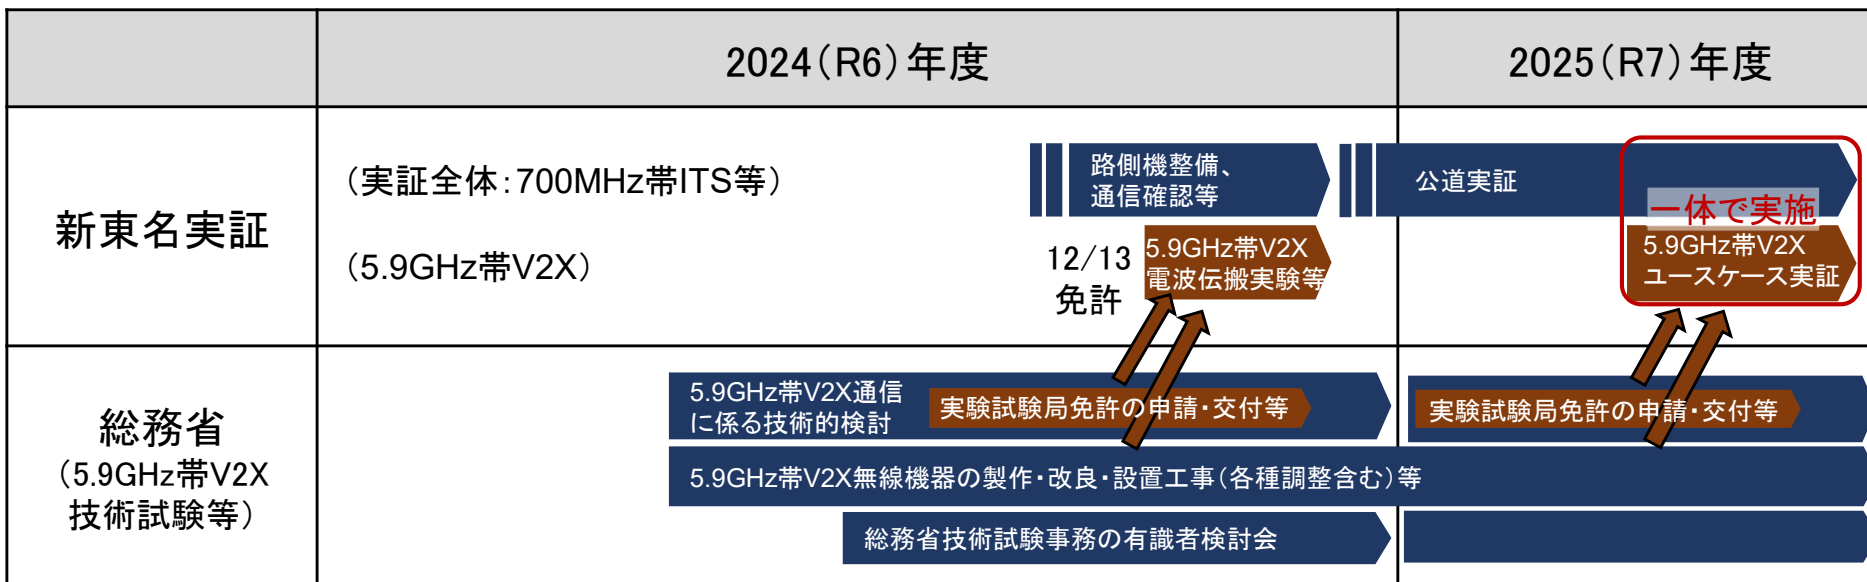 2024（R6）年度
2025（R7）年度
新東名実証
（実証全体：700MHz帯ITS等）
路側機整備、
通信確認等
公道実証
一体で実施
（5.9GHz帯V2X）
12/13
免許
5.9GHz帯V2X
電波伝搬実験等
5.9GHz帯V2X
ユースケース実証
総務省
（5.9GHz帯V2X
技術試験等）
5.9GHz帯V2X通信
に係る技術的検討
実験試験局免許の申請・交付等
実験試験局免許の申請・交付等
5.9GHz帯V2X無線機器の製作・改良・設置工事（各種調整含む）等
総務省技術試験事務の有識者検討会